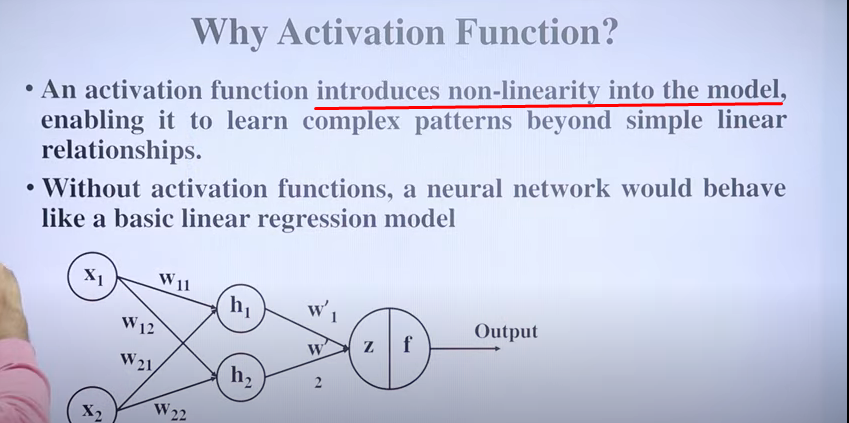 Why Activation Function?
• An activation function introduces non-linearity into the model,
enabling it to learn complex patterns beyond simple linear
relationships.
• Without activation functions, a neural network would behave
like a basic linear regression model
x₁
w₁₁
h₁
w′₁
w₁₂
z
f
Output
w₂₁
w′
h₂
2
x₂
w₂₂